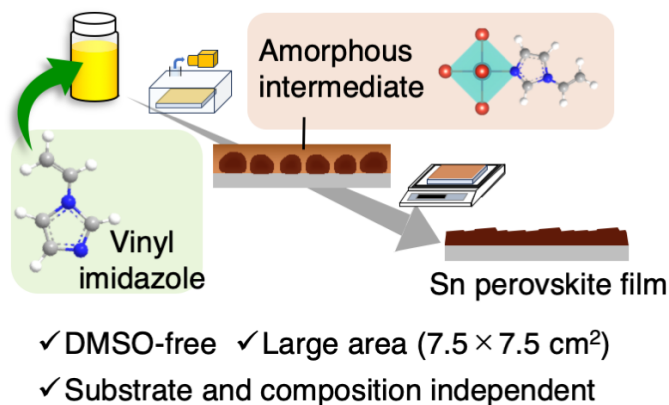 Amorphous
intermediate
Vinyl
imidazole
Sn perovskite film
✓DMSO-free ✓Large area (7.5 × 7.5 cm²)
✓Substrate and composition independent